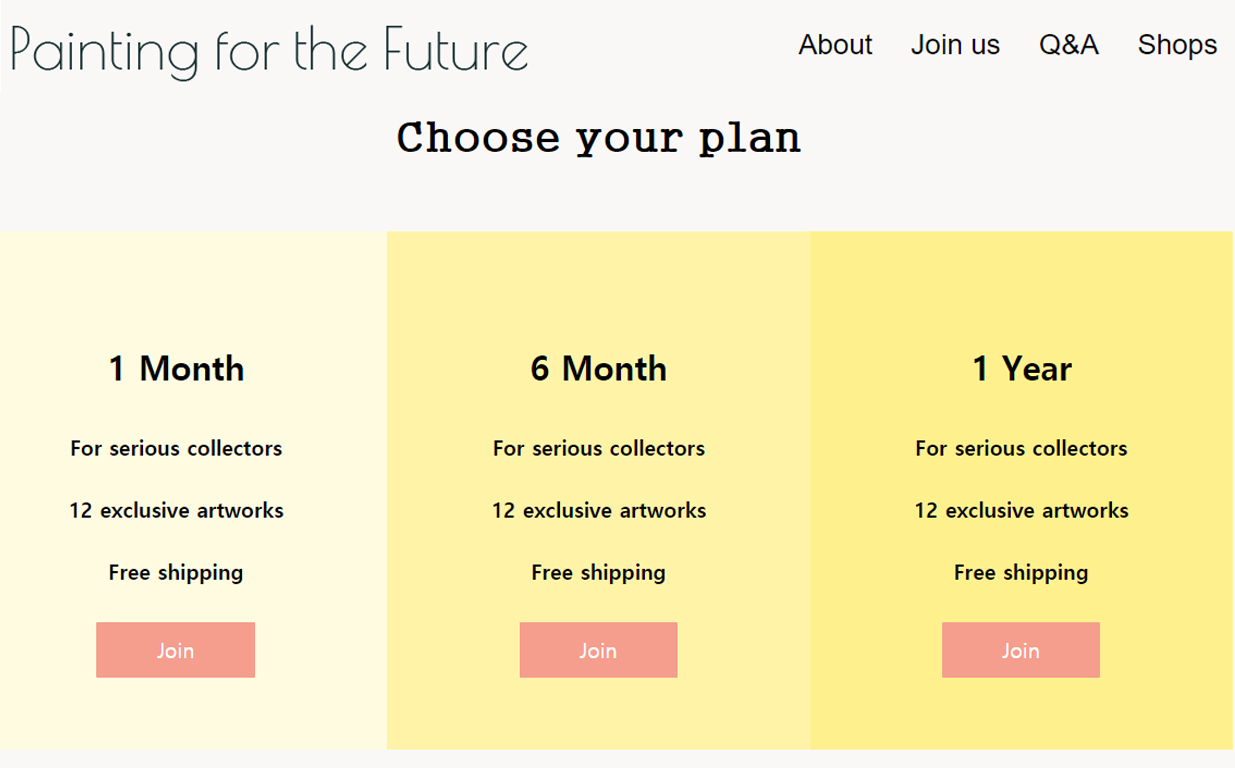 Painting for the Future
About Join us Q&A Shops
Choose your plan
1 Month
For serious collectors
12 exclusive artworks
Free shipping
Join
6 Month
For serious collectors
12 exclusive artworks
Free shipping
Join
1 Year
For serious collectors
12 exclusive artworks
Free shipping
Join